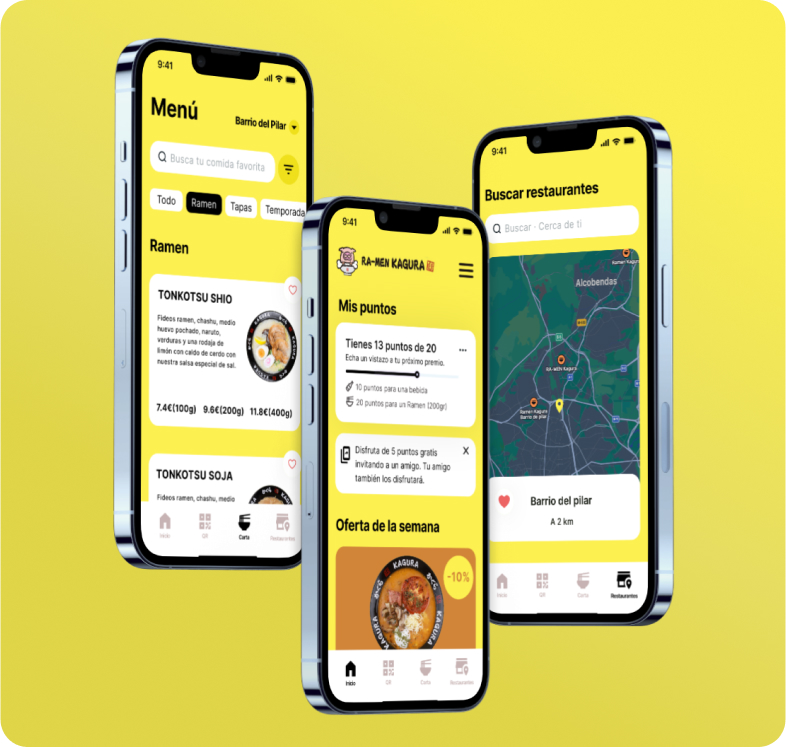 9:41
Menú
Barrio del Pilar
Busca tu comida favorita
Todo
Ramen
Tapas
Temporada
Ramen
TONKOTSU SHIO
Fideos ramen, chashu, medio
huevo pochado, naruto,
verduras y una rodaja de
limón con caldo de cerdo con
nuestra salsa especial de sal.
7.4€(100g) 9.6€(200g) 11.8€(400g)
TONKOTSU SOJA
Fideos ramen, chashu, medio
Inicio
QR
Carta
Restaurantes
9:41
RA-MEN KAGURA
Mis puntos
Tienes 13 puntos de 20
Echa un vistazo a tu próximo premio.
10 puntos para una bebida
20 puntos para un Ramen (200gr)
Disfruta de 5 puntos gratis
invitando a un amigo. Tu amigo
también los disfrutará.
Oferta de la semana
KAGURA
KAGURA
KAGURA
-10%
Inicio
QR
Carta
Restaurantes
9:41
Buscar restaurantes
Buscar · Cerca de ti
Ramen Kagura
Alcobendas
RA-MEN Kagura
Ramen Kagura
Barrio de pilar
Barrio del pilar
A 2 km
Inicio
QR
Carta
Restaurantes